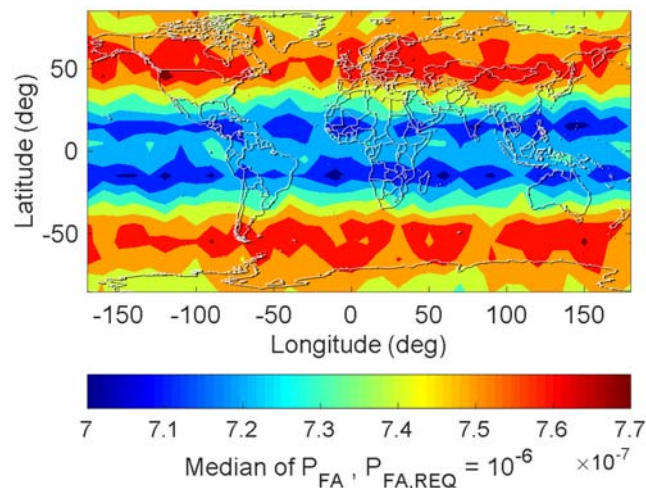 50
0
-50
Latitude (deg)
-150 -100 -50 0 50 100 150
Longitude (deg)
7 7.1 7.2 7.3 7.4 7.5 7.6 7.7
×10⁻⁷
Median of P_FA , P_FA,REQ = 10⁻⁶